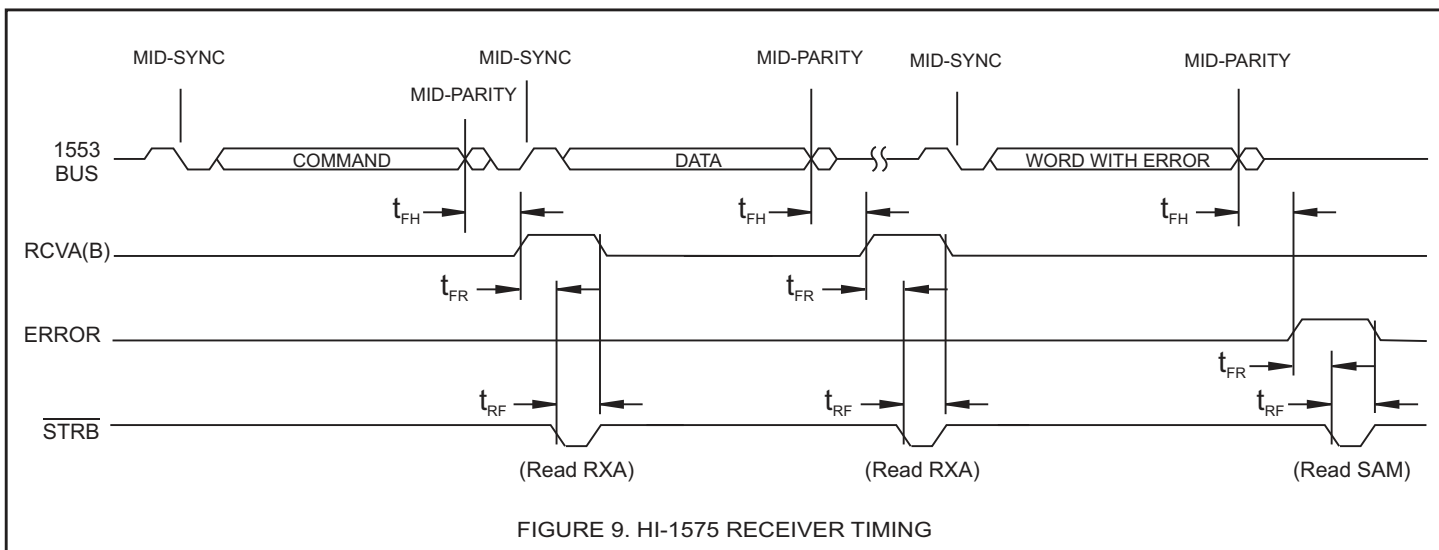 MID-SYNC
MID-PARITY
MID-SYNC
MID-PARITY
MID-SYNC
MID-PARITY
1553
BUS
COMMAND
DATA
WORD WITH ERROR
tFH
tFH
tFH
RCVA(B)
tFR
tFR
ERROR
tFR
tRF
tRF
tRF
STRB
(Read RXA)
(Read RXA)
(Read SAM)
FIGURE 9. HI-1575 RECEIVER TIMING